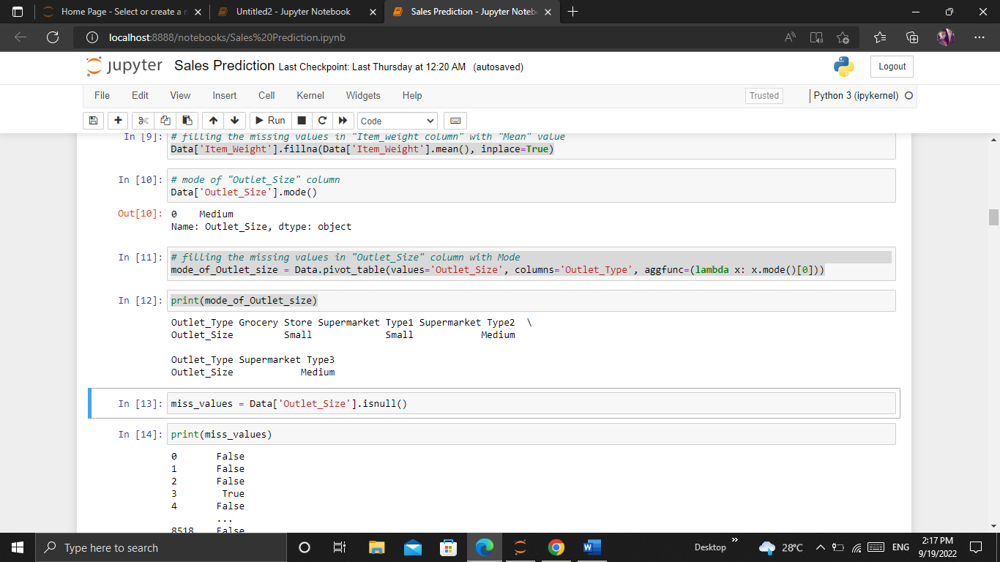 Home Page - Select or create a n
Untitled2 - Jupyter Notebook
Sales Prediction - Jupyter Noteb
localhost:8888/notebooks/Sales%20Prediction.ipynb
jupyter Sales Prediction Last Checkpoint: Last Thursday at 12:20 AM (autosaved)
Logout
File Edit View Insert Cell Kernel Widgets Help
Trusted
Python 3 (ipykernel)
Run
Code
In [9]: # filling the missing values in "Item_weight column" with "Mean" value
Data['Item_Weight'].fillna(Data['Item_Weight'].mean(), inplace=True)
In [10]: # mode of "Outlet_Size" column
Data['Outlet_Size'].mode()
Out[10]: 0    Medium
Name: Outlet_Size, dtype: object
In [11]: # filling the missing values in "Outlet_Size" column with Mode
mode_of_Outlet_size = Data.pivot_table(values='Outlet_Size', columns='Outlet_Type', aggfunc=(lambda x: x.mode()[0]))
In [12]: print(mode_of_Outlet_size)
Outlet_Type Grocery Store Supermarket Type1 Supermarket Type2  \
Outlet_Size         Small             Small            Medium
Outlet_Type Supermarket Type3
Outlet_Size            Medium
In [13]: miss_values = Data['Outlet_Size'].isnull()
In [14]: print(miss_values)
0       False
1       False
2       False
3        True
4       False
...
8518    False
Type here to search
Desktop
28°C
ENG
2:17 PM
9/19/2022